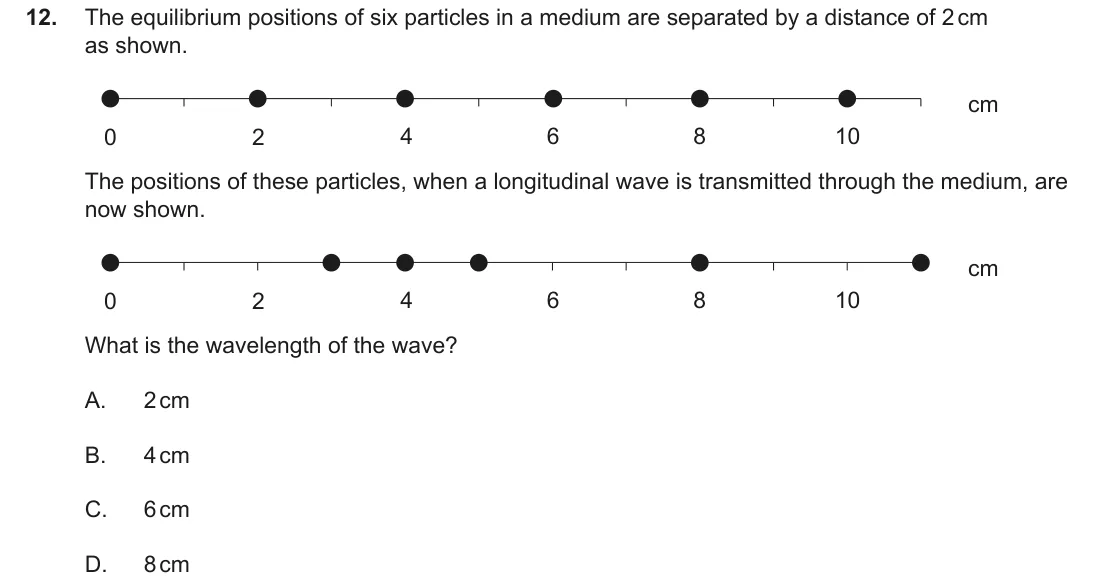 12. The equilibrium positions of six particles in a medium are separated by a distance of 2 cm
as shown.
0 2 4 6 8 10 cm
The positions of these particles, when a longitudinal wave is transmitted through the medium, are
now shown.
0 2 4 6 8 10 cm
What is the wavelength of the wave?
A. 2 cm
B. 4 cm
C. 6 cm
D. 8 cm